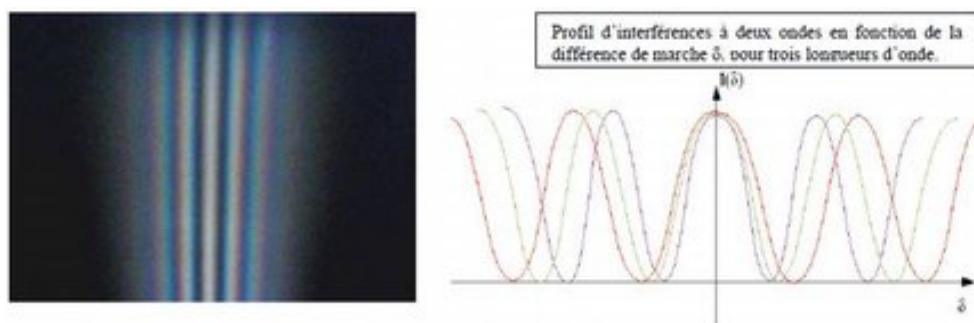 Profil d'interférences à deux ondes en fonction de la
différence de marche δ, pour trois longueurs d'onde.
I(δ)
δ